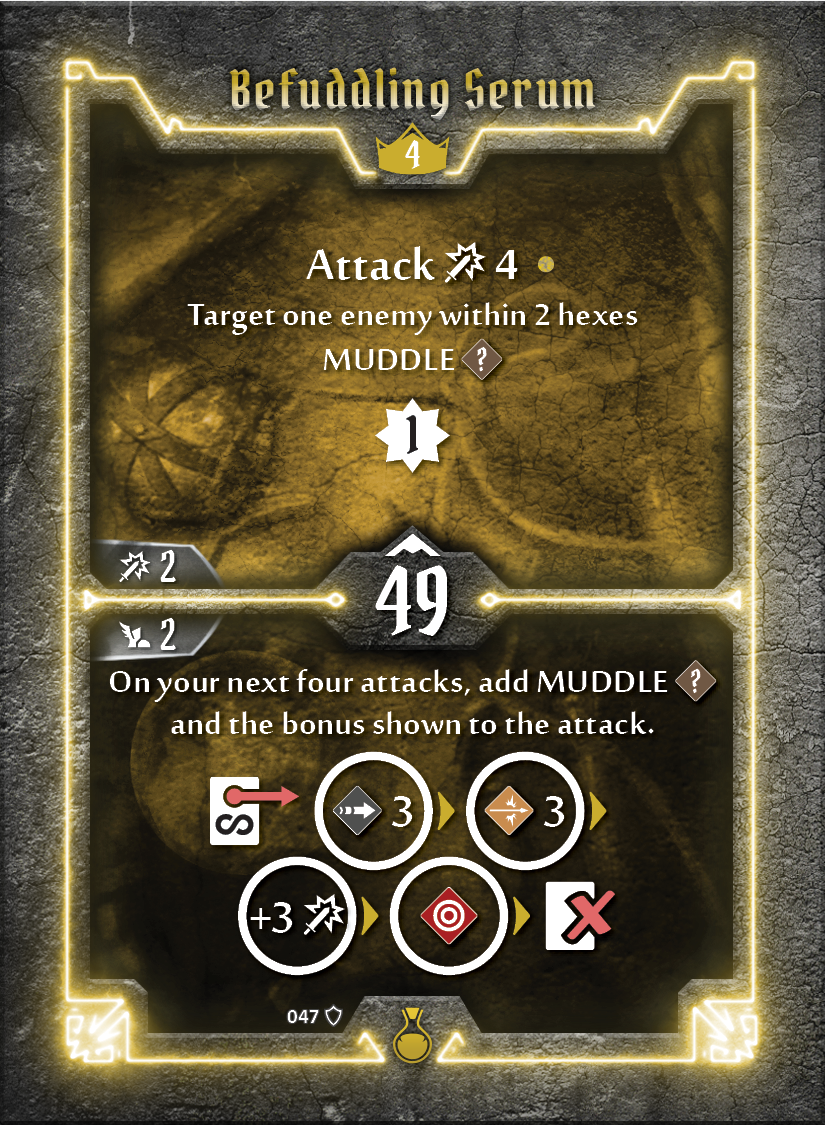 Befuddling Serum
4
Attack 4
Target one enemy within 2 hexes
MUDDLE ?
1
2
49
2
On your next four attacks, add MUDDLE ?
and the bonus shown to the attack.
S 3 3
+3
047